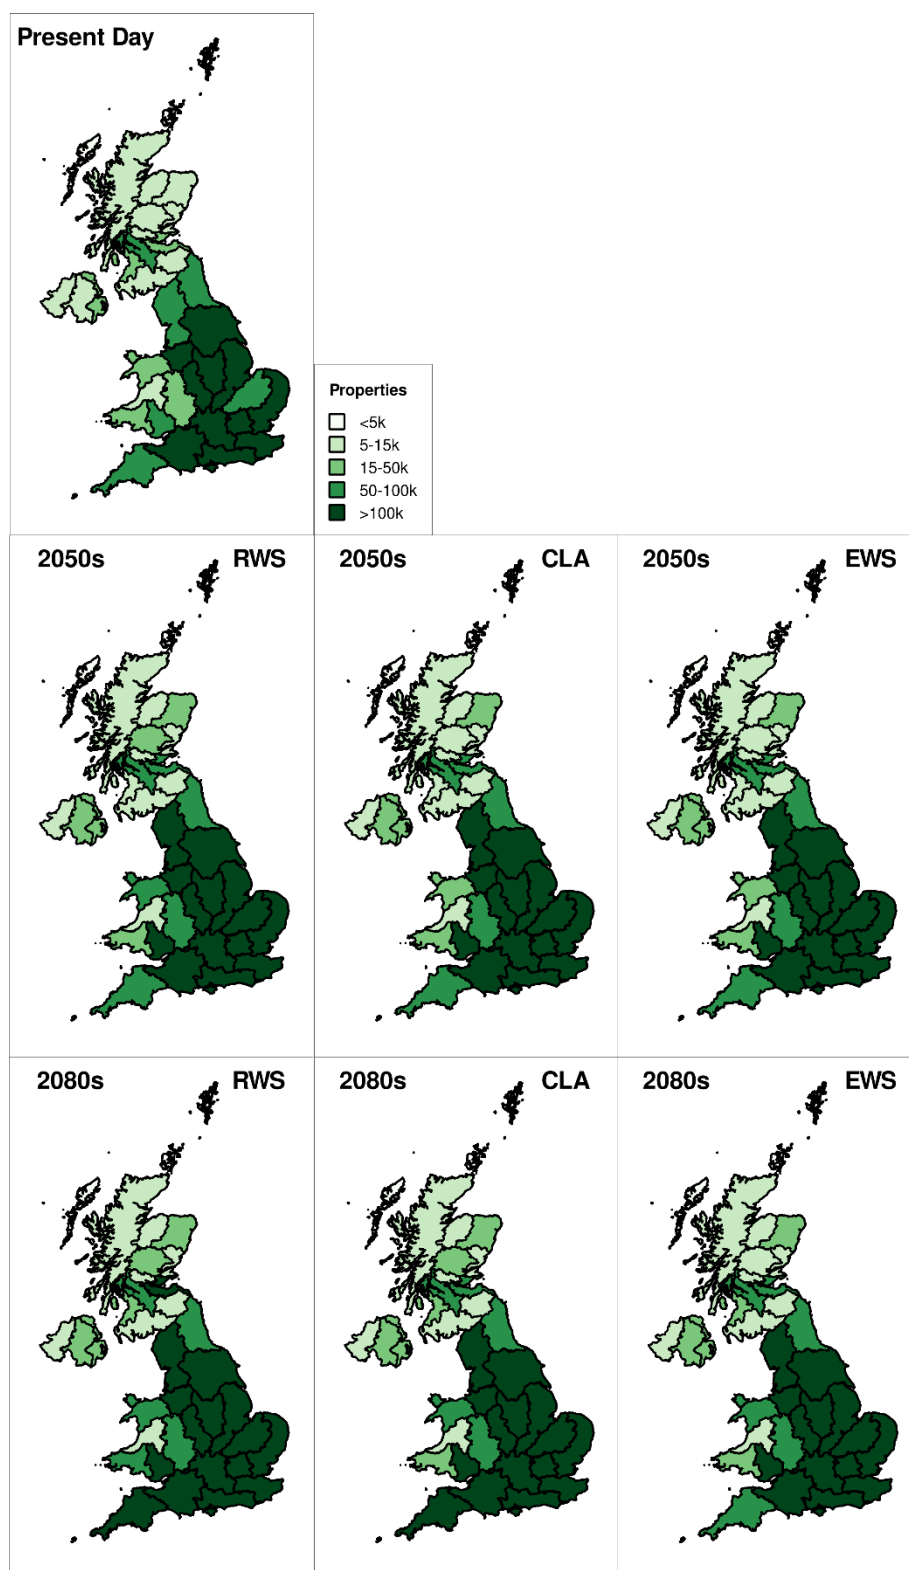 Present Day
Properties
<5k
5-15k
15-50k
50-100k
>100k
2050s RWS
2050s CLA
2050s EWS
2080s RWS
2080s CLA
2080s EWS